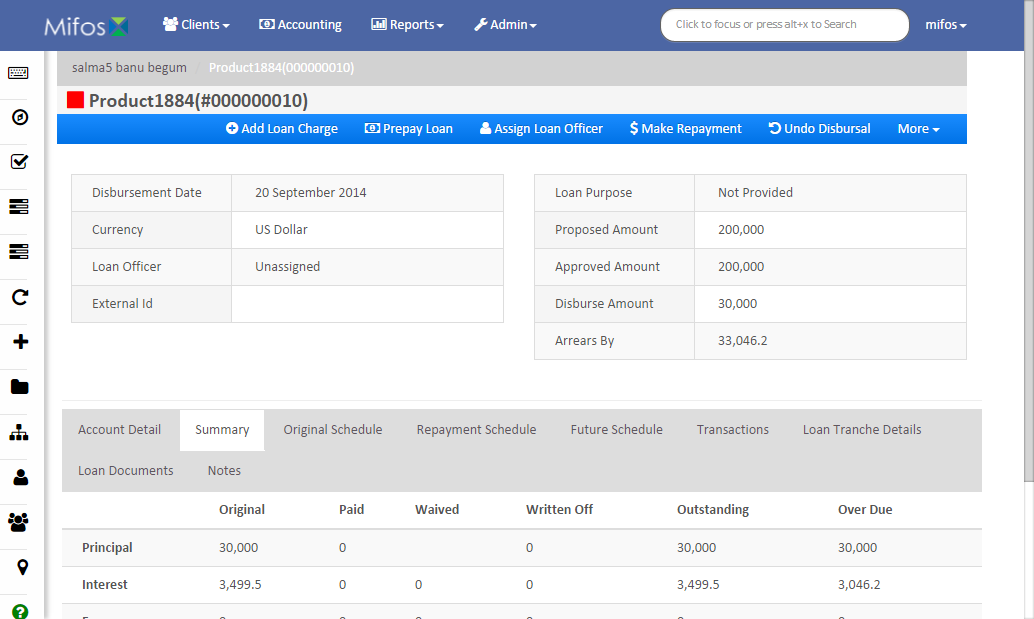 Mifos Clients Accounting Reports Admin Click to focus or press alt+x to Search mifos
salma5 banu begum Product1884(000000010)
Product1884(#000000010)
Add Loan Charge Prepay Loan Assign Loan Officer $ Make Repayment Undo Disbursal More
Disbursement Date 20 September 2014
Currency US Dollar
Loan Officer Unassigned
External Id
Loan Purpose Not Provided
Proposed Amount 200,000
Approved Amount 200,000
Disburse Amount 30,000
Arrears By 33,046.2
Account Detail Summary Original Schedule Repayment Schedule Future Schedule Transactions Loan Tranche Details
Loan Documents Notes
Original Paid Waived Written Off Outstanding Over Due
Principal 30,000 0 0 30,000 30,000
Interest 3,499.5 0 0 0 3,499.5 3,046.2